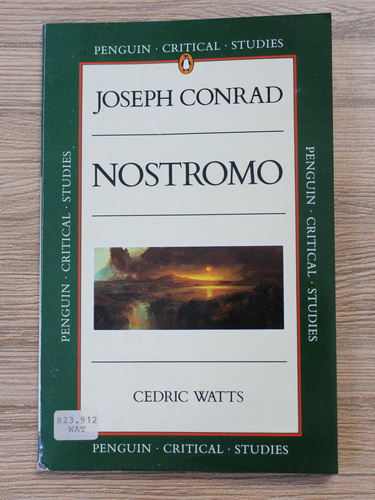 PENGUIN · CRITICAL · STUDIES
JOSEPH CONRAD
NOSTROMO
PENGUIN · CRITICAL · STUDIES
PENGUIN · CRITICAL · STUDIES
CEDRIC WATTS
823.912
WAT
PENGUIN · CRITICAL · STUDIES